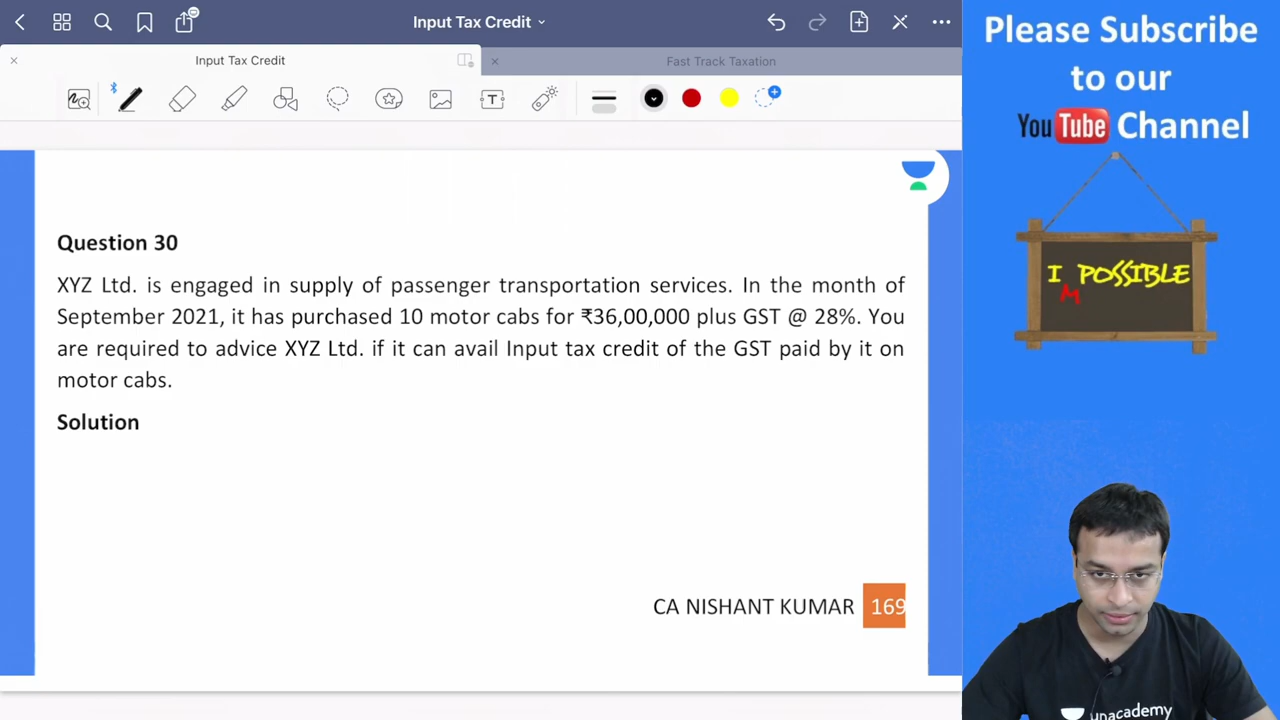 Input Tax Credit
Input Tax Credit
Fast Track Taxation
T
Question 30
XYZ Ltd. is engaged in supply of passenger transportation services. In the month of
September 2021, it has purchased 10 motor cabs for ₹36,00,000 plus GST @ 28%. You
are required to advice XYZ Ltd. if it can avail Input tax credit of the GST paid by it on
motor cabs.
Solution
CA NISHANT KUMAR 169
Please Subscribe
to our
YouTube Channel
I M POSSIBLE
unacademy